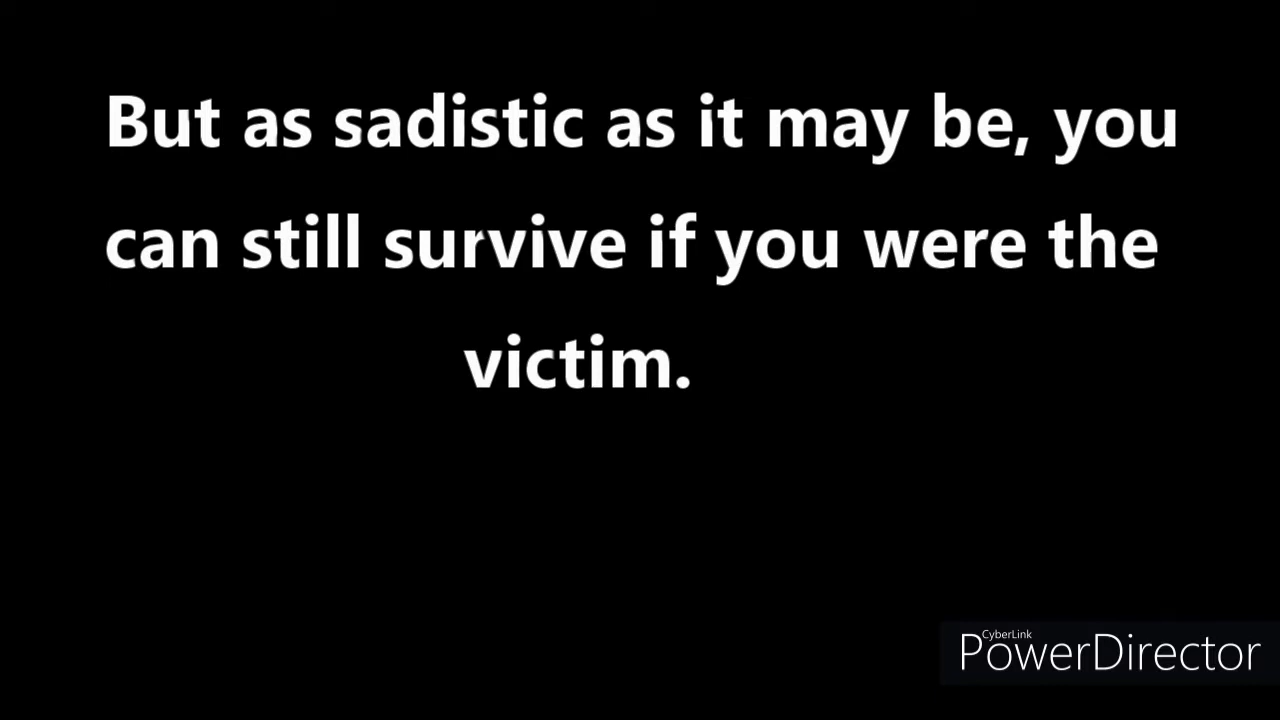 But as sadistic as it may be, you
can still survive if you were the
victim.
CyberLink
PowerDirector